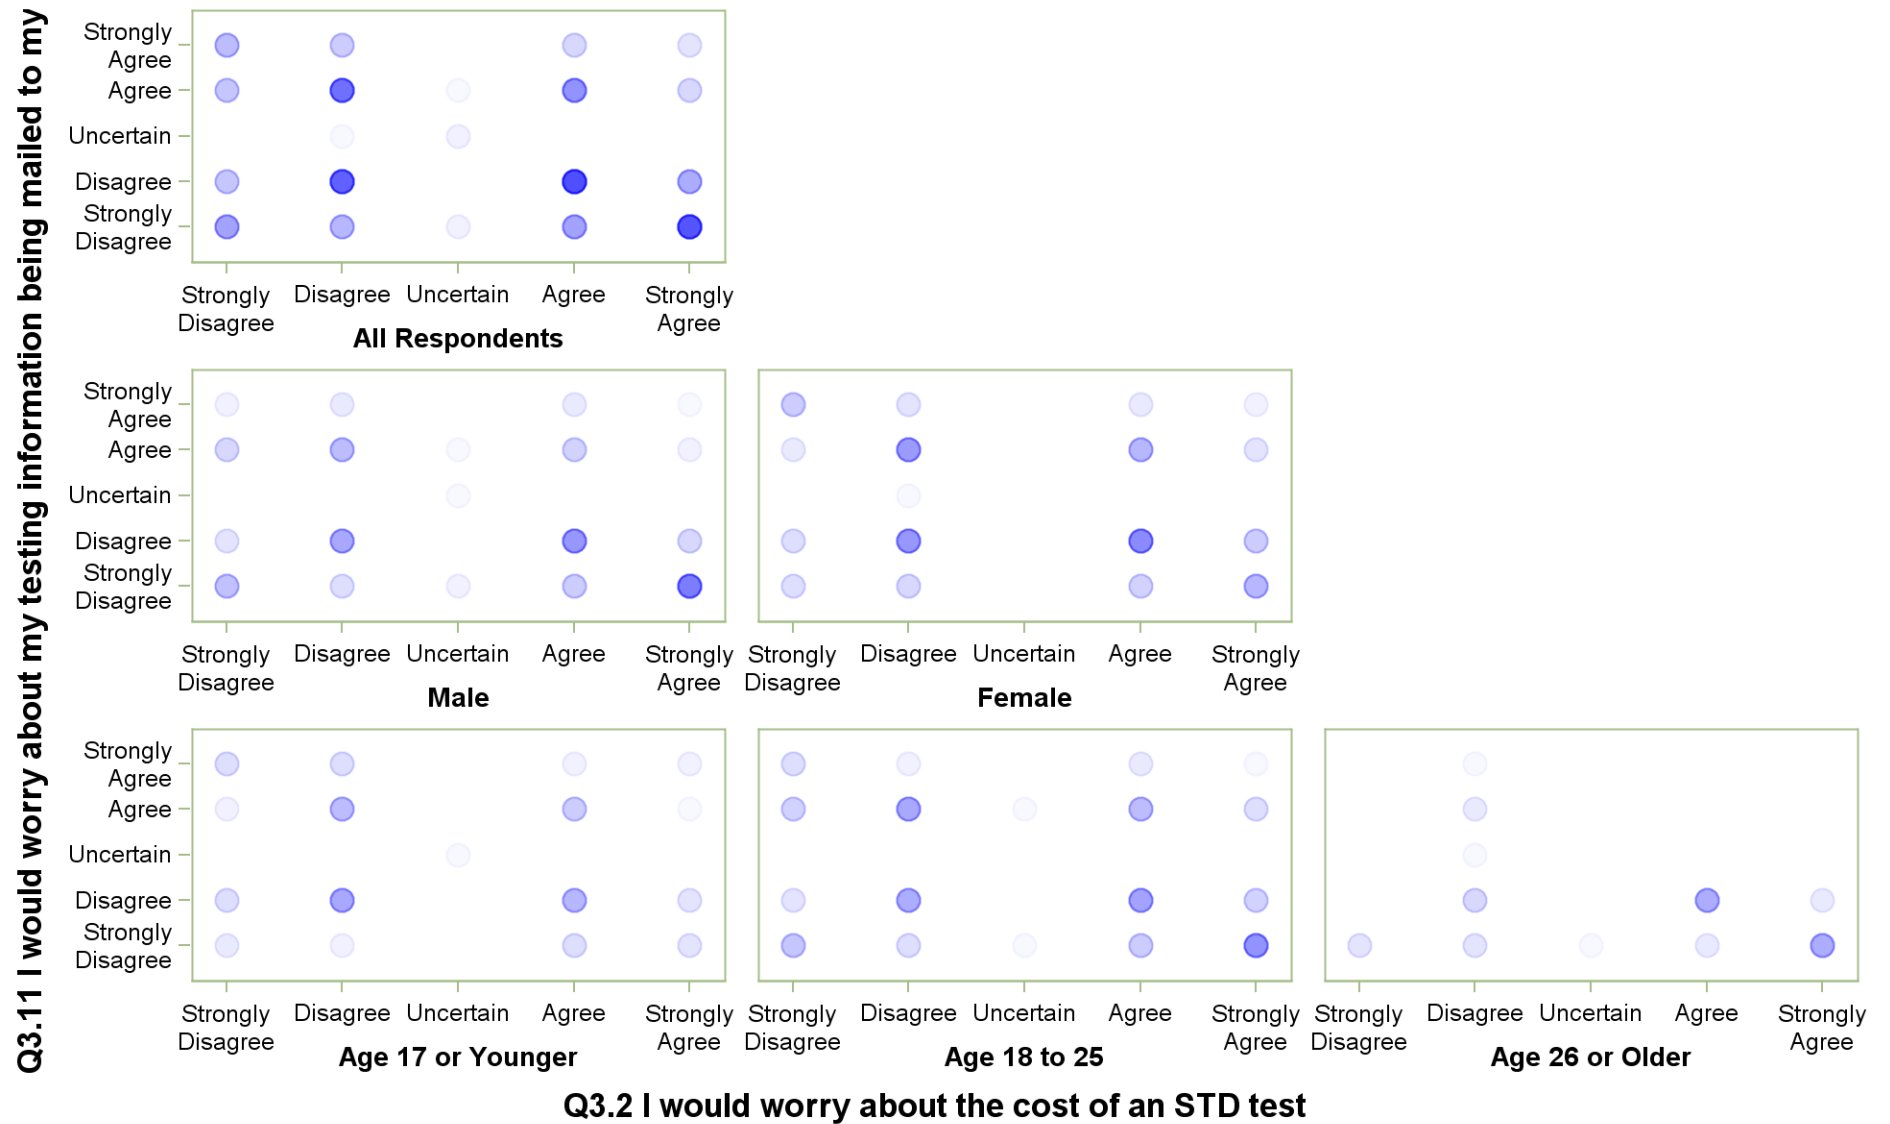 Q3.11 I would worry about my testing information being mailed to my
Strongly
Agree
Agree
Uncertain
Disagree
Strongly
Disagree
Strongly Disagree Uncertain Agree Strongly
Disagree Agree
All Respondents
Strongly
Agree
Agree
Uncertain
Disagree
Strongly
Disagree
Strongly Disagree Uncertain Agree Strongly Strongly Disagree Uncertain Agree Strongly
Disagree Agree Disagree Agree
Male Female
Strongly
Agree
Agree
Uncertain
Disagree
Strongly
Disagree
Strongly Disagree Uncertain Agree Strongly Strongly Disagree Uncertain Agree Strongly Strongly Disagree Uncertain Agree Strongly
Disagree Agree Disagree Agree Disagree Agree
Age 17 or Younger Age 18 to 25 Age 26 or Older
Q3.2 I would worry about the cost of an STD test